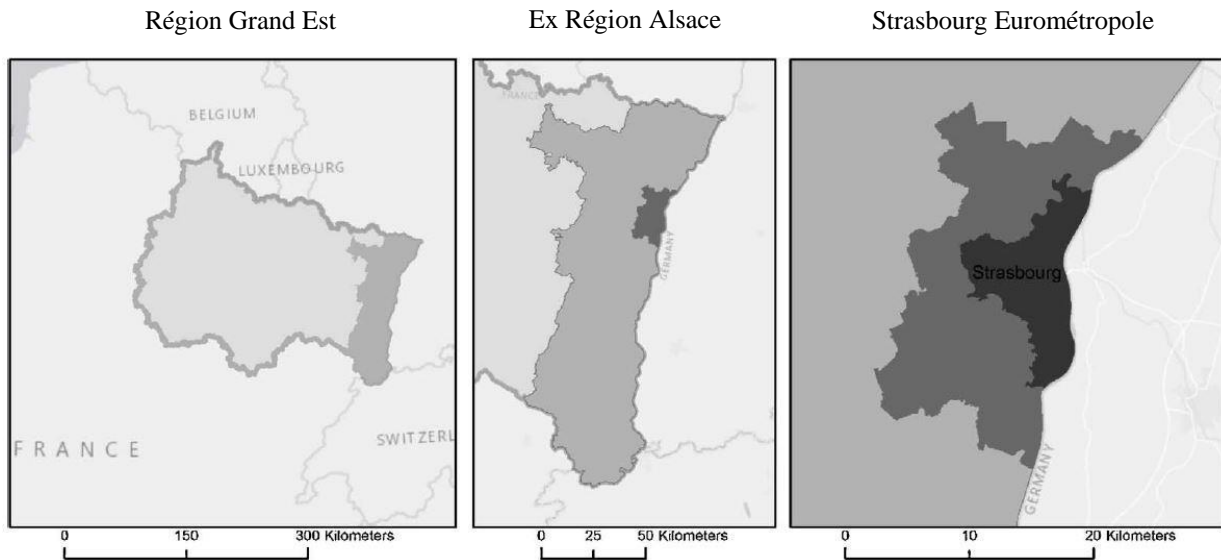 Région Grand Est
Ex Région Alsace
Strasbourg Eurométropole
BELGIUM
LUXEMBOURG
FRANCE
SWITZERL
0 150 300 Kilometers
FRANCE
GERMANY
0 25 50 Kilometers
Strasbourg
GERMANY
0 10 20 Kilometers